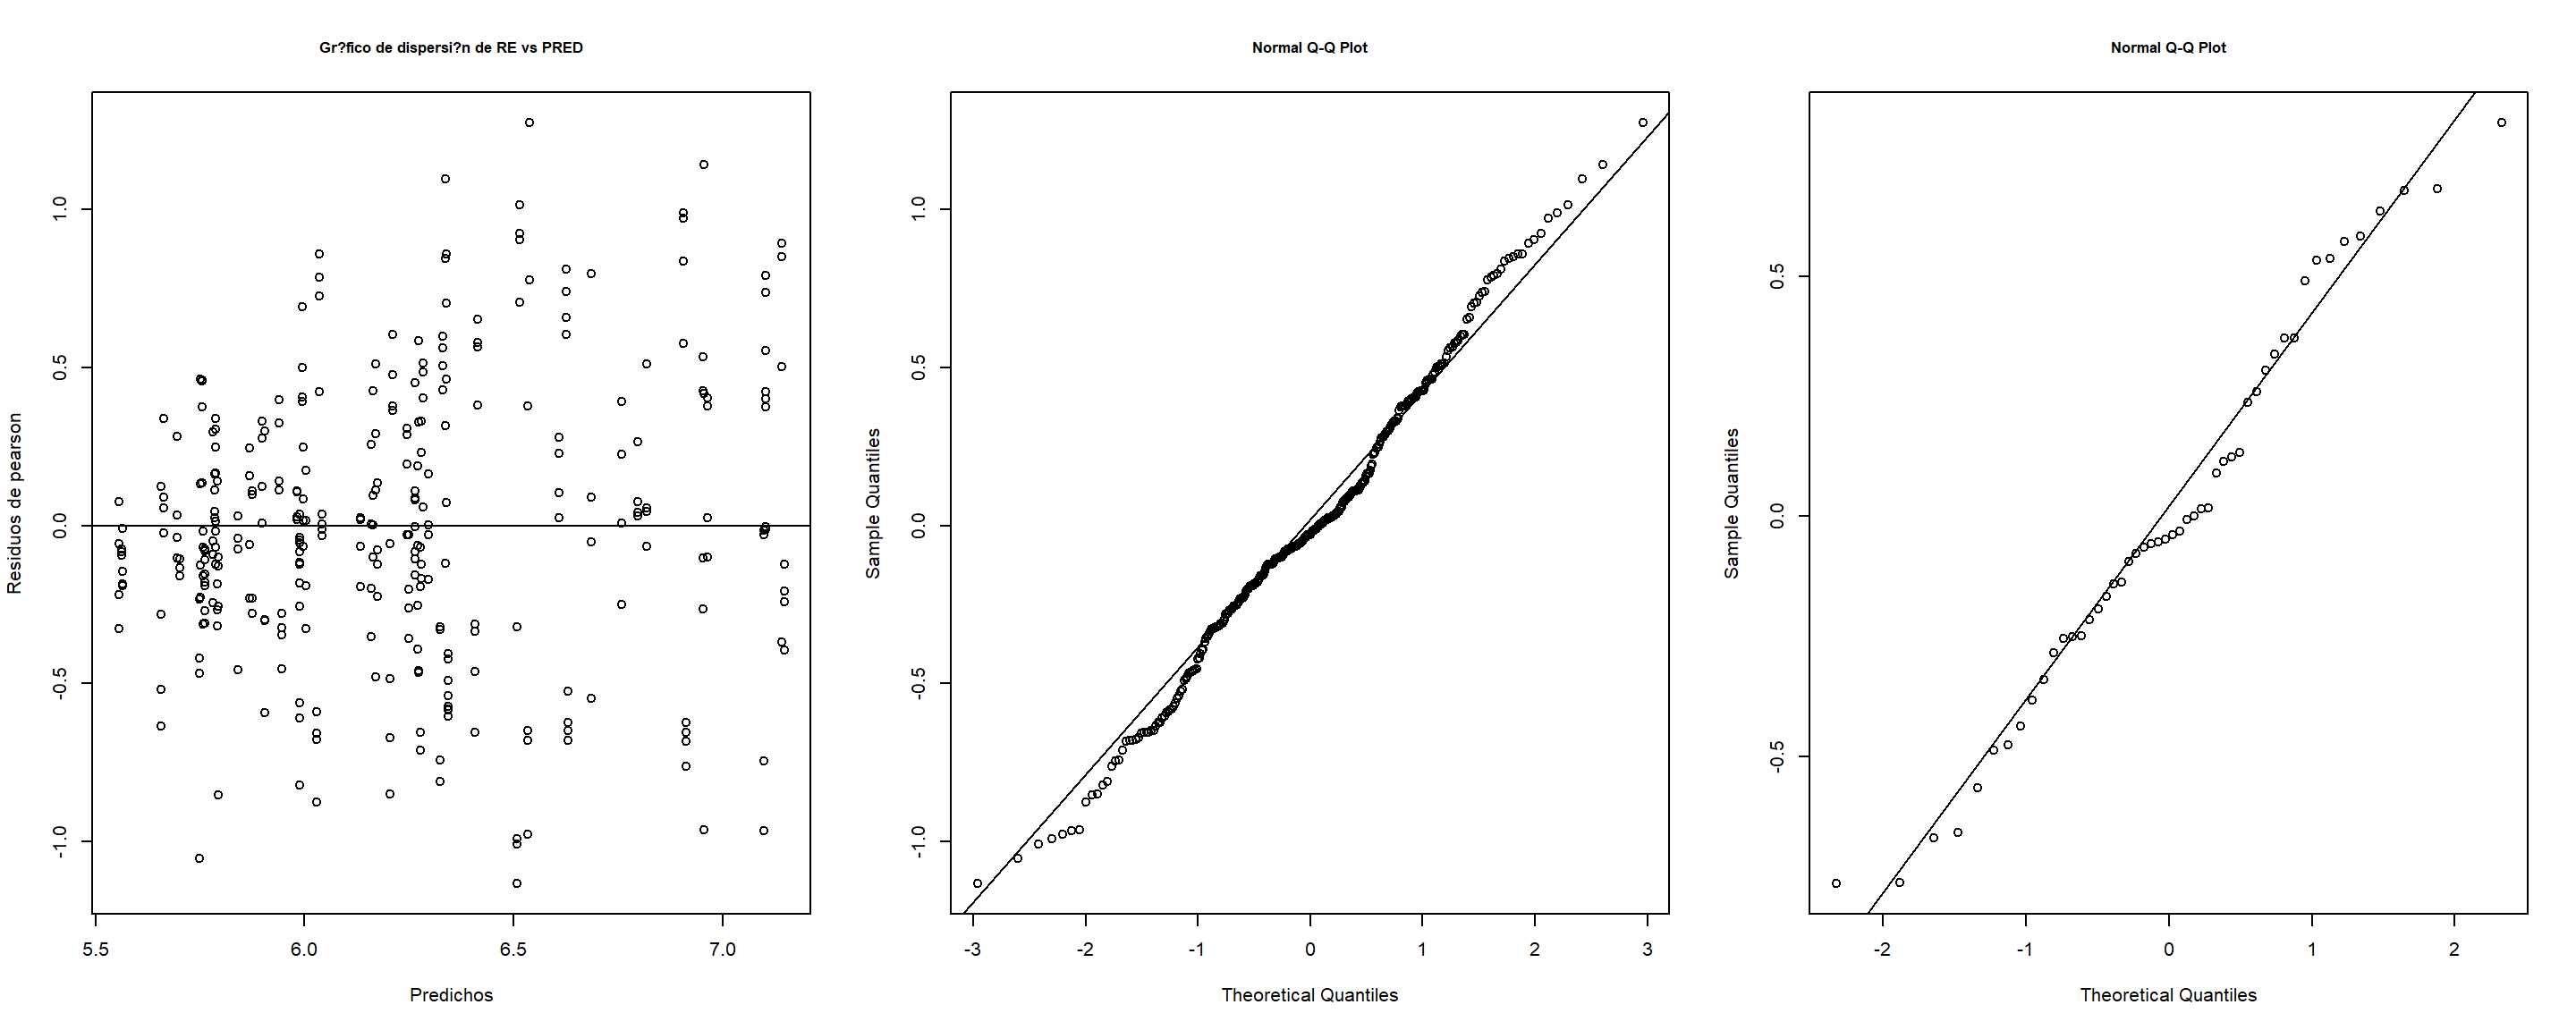 Gr?fico de dispersi?n de RE vs PRED
Residuos de pearson
1.0
0.5
0.0
-0.5
-1.0
5.5 6.0 6.5 7.0
Predichos
Normal Q-Q Plot
Sample Quantiles
1.0
0.5
0.0
-0.5
-1.0
-3 -2 -1 0 1 2 3
Theoretical Quantiles
Normal Q-Q Plot
Sample Quantiles
0.5
0.0
-0.5
-2 -1 0 1 2
Theoretical Quantiles